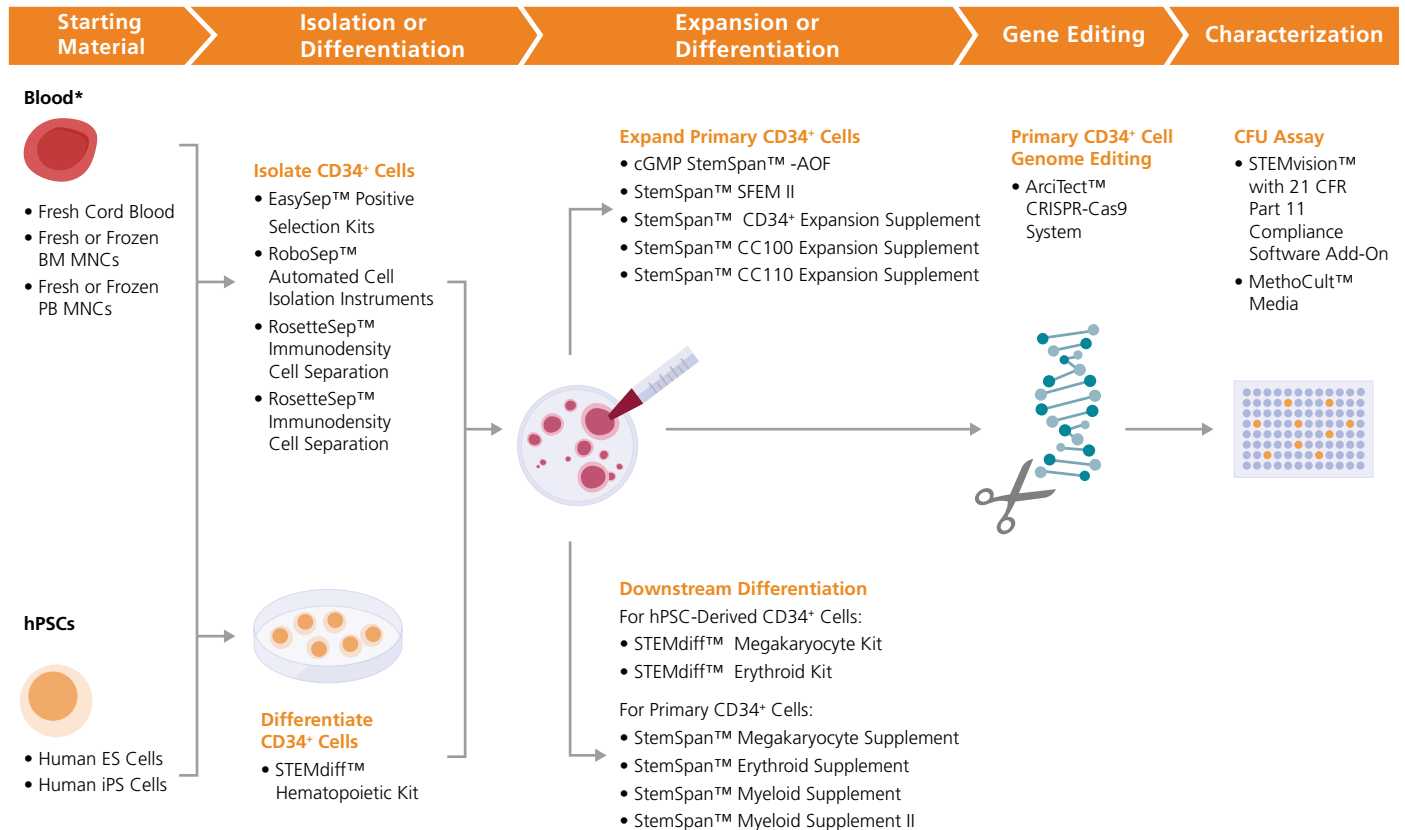 Starting
Material
Isolation or
Differentiation
Expansion or
Differentiation
Gene Editing
Characterization
Blood*
• Fresh Cord Blood
• Fresh or Frozen
BM MNCs
• Fresh or Frozen
PB MNCs
hPSCs
• Human ES Cells
• Human iPS Cells
Isolate CD34⁺ Cells
• EasySep™ Positive
Selection Kits
• RoboSep™
Automated Cell
Isolation Instruments
• RosetteSep™
Immunodensity
Cell Separation
• RosetteSep™
Immunodensity
Cell Separation
Differentiate
CD34⁺ Cells
• STEMdiff™
Hematopoietic Kit
Expand Primary CD34⁺ Cells
• cGMP StemSpan™ -AOF
• StemSpan™ SFEM II
• StemSpan™ CD34⁺ Expansion Supplement
• StemSpan™ CC100 Expansion Supplement
• StemSpan™ CC110 Expansion Supplement
Downstream Differentiation
For hPSC-Derived CD34⁺ Cells:
• STEMdiff™ Megakaryocyte Kit
• STEMdiff™ Erythroid Kit
For Primary CD34⁺ Cells:
• StemSpan™ Megakaryocyte Supplement
• StemSpan™ Erythroid Supplement
• StemSpan™ Myeloid Supplement
• StemSpan™ Myeloid Supplement II
Primary CD34⁺ Cell
Genome Editing
• ArciTect™
CRISPR-Cas9
System
CFU Assay
• STEMvision™
with 21 CFR
Part 11
Compliance
Software Add-On
• MethoCult™
Media